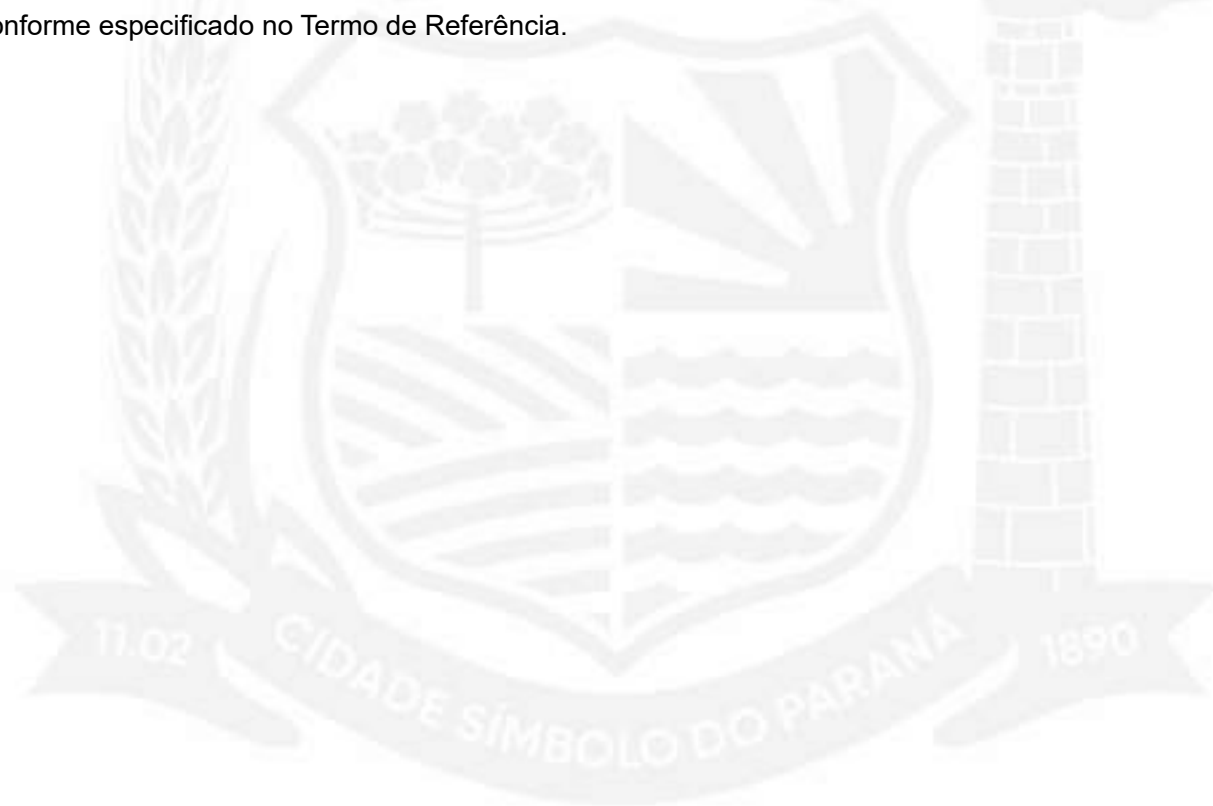 onforme especificado no Termo de Referência.
11.02 CIDADE SÍMBOLO DO PARANÁ 1890